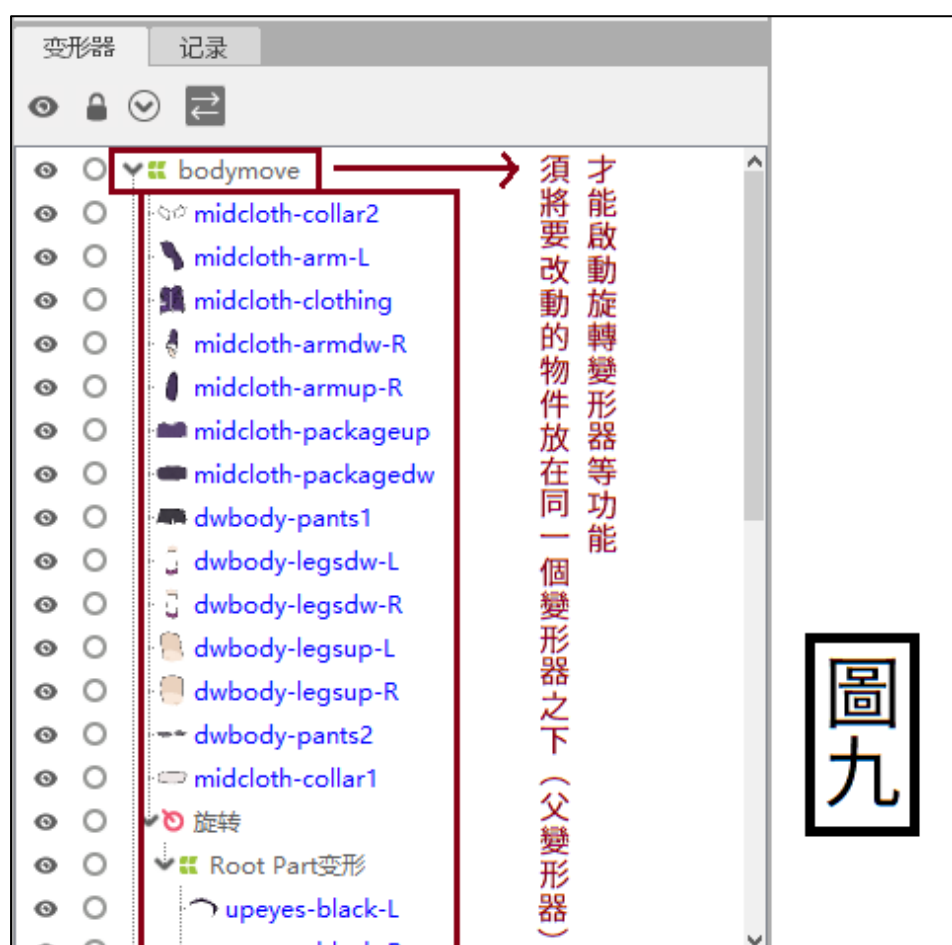 变形器
记录
bodymove
midcloth-collar2
midcloth-arm-L
midcloth-clothing
midcloth-armdw-R
midcloth-armup-R
midcloth-packageup
midcloth-packagedw
dwbody-pants1
dwbody-legsdw-L
dwbody-legsdw-R
dwbody-legsup-L
dwbody-legsup-R
dwbody-pants2
midcloth-collar1
旋转
Root Part变形
upeyes-black-L
須將要改動的物件放在同一個變形器之下（父變形器）
才能啟動旋轉變形器等功能
圖九